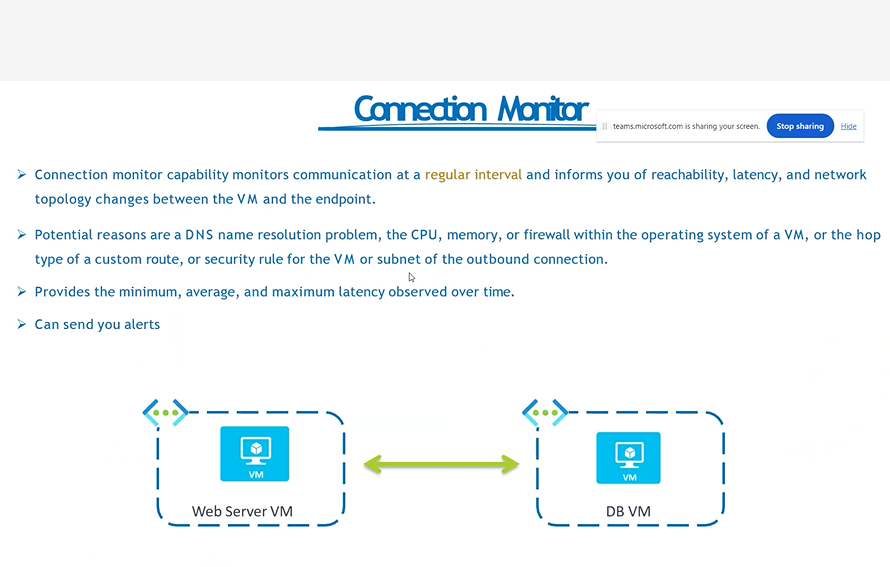 Connection Monitor
teams.microsoft.com is sharing your screen.
Stop sharing
Hide
Connection monitor capability monitors communication at a regular interval and informs you of reachability, latency, and network
topology changes between the VM and the endpoint.
Potential reasons are a DNS name resolution problem, the CPU, memory, or firewall within the operating system of a VM, or the hop
type of a custom route, or security rule for the VM or subnet of the outbound connection.
Provides the minimum, average, and maximum latency observed over time.
Can send you alerts
VM
VM
Web Server VM
DB VM